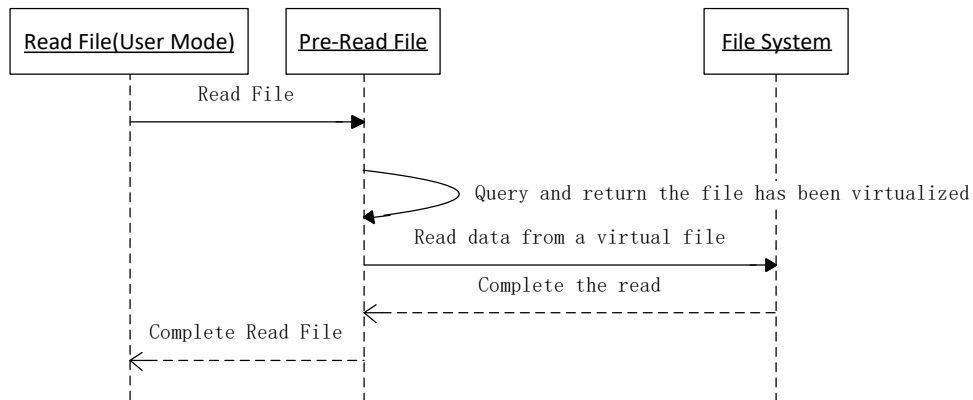 Read File(User Mode)
Pre-Read File
File System
Read File
Query and return the file has been virtualized
Read data from a virtual file
Complete the read
Complete Read File